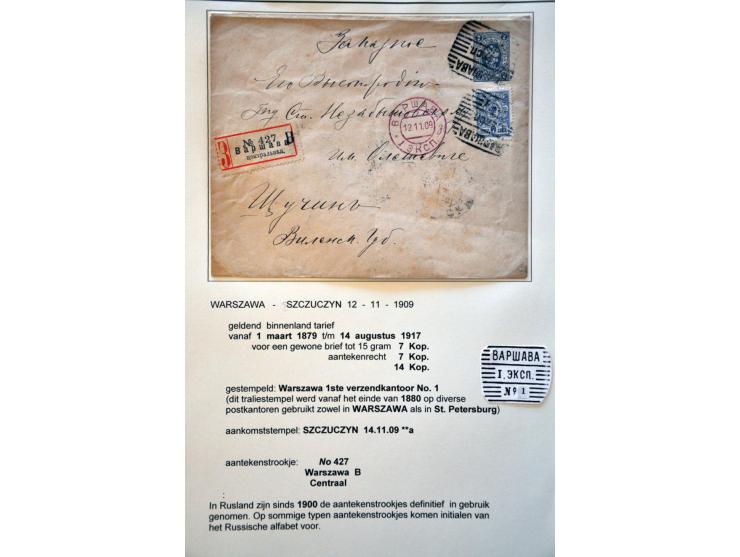 Заказное
Его Высокородію
ВАРШАВА
12.11.09
I ЭКСП.
З № 427. В
Варшава
центральная.
Щучинъ
Виленск. Губ.
WARSZAWA - SZCZUCZYN 12 - 11 - 1909
geldend binnenland tarief
vanaf 1 maart 1879 t/m 14 augustus 1917
voor een gewone brief tot 15 gram 7 Kop.
aantekenrecht 7 Kop.
14 Kop.
gestempeld: Warszawa 1ste verzendkantoor No. 1
(dit traliestempel werd vanaf het einde van 1880 op diverse
postkantoren gebruikt zowel in WARSZAWA als in St. Petersburg)
ВАРШАВА
I. ЭКСП.
№ 1
aankomststempel: SZCZUCZYN 14.11.09 **a
aantekenstrookje: No 427
Warszawa B
Centraal
In Rusland zijn sinds 1900 de aantekenstrookjes definitief in gebruik
genomen. Op sommige typen aantekenstrookjes komen initialen van
het Russische alfabet voor.